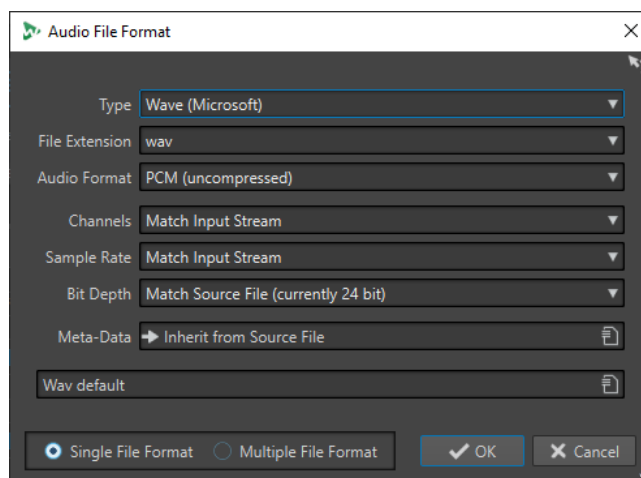 Audio File Format
Type Wave (Microsoft)
File Extension wav
Audio Format PCM (uncompressed)
Channels Match Input Stream
Sample Rate Match Input Stream
Bit Depth Match Source File (currently 24 bit)
Meta-Data Inherit from Source File
Wav default
Single File Format Multiple File Format OK Cancel